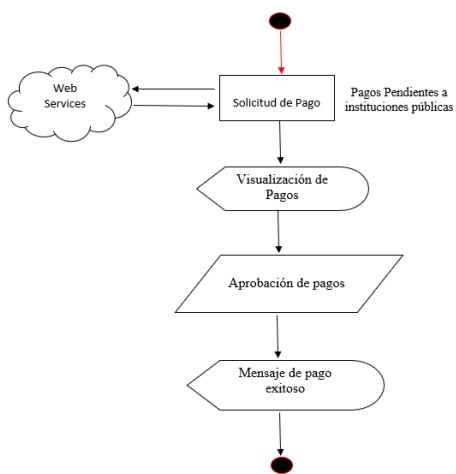 Web
Services
Solicitud de Pago
Pagos Pendientes a
instituciones públicas
Visualización de
Pagos
Aprobación de pagos
Mensaje de pago
exitoso